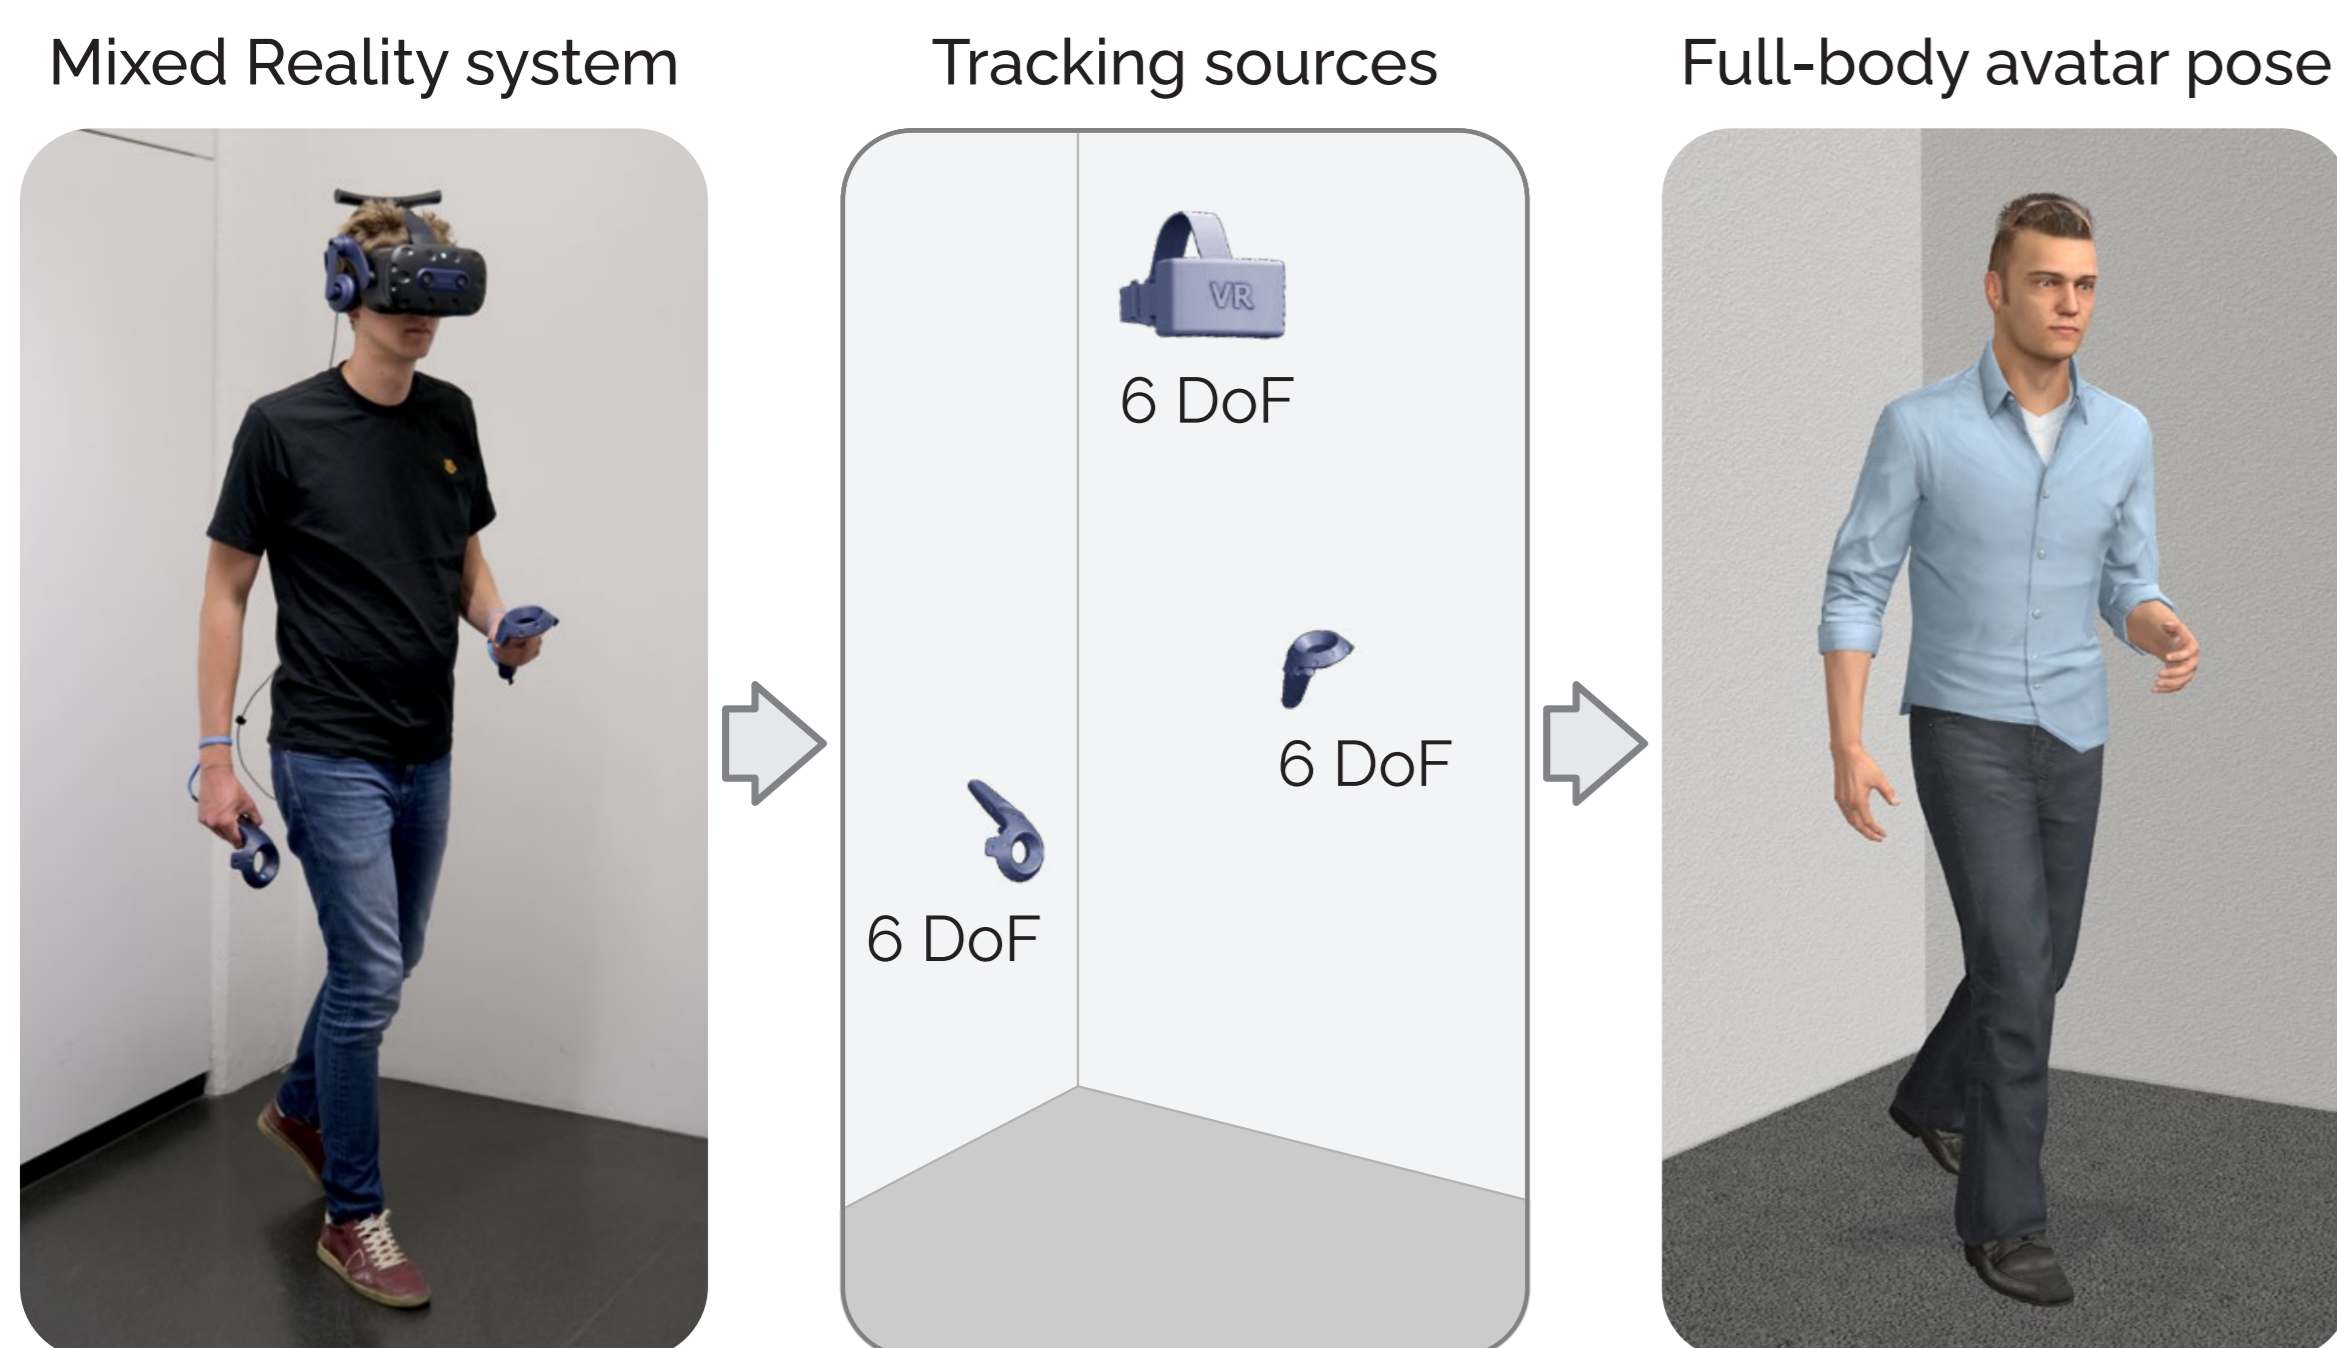 Mixed Reality system
Tracking sources
Full-body avatar pose
VR
6 DoF
6 DoF
6 DoF